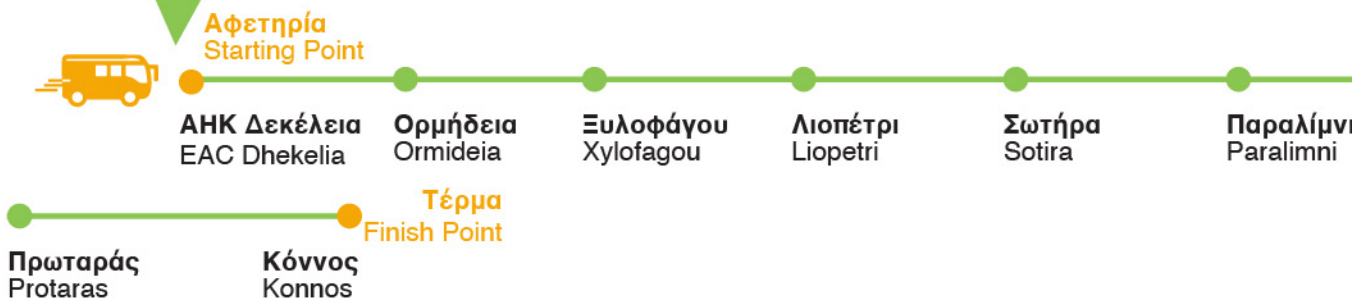 Αφετηρία
Starting Point
ΑΗΚ Δεκέλεια
EAC Dhekelia
Ορμήδεια
Ormideia
Ξυλοφάγου
Xylofagou
Λιοπέτρι
Liopetri
Σωτήρα
Sotira
Παραλίμνι
Paralimni
Τέρμα
Finish Point
Πρωταράς
Protaras
Κόννος
Konnos